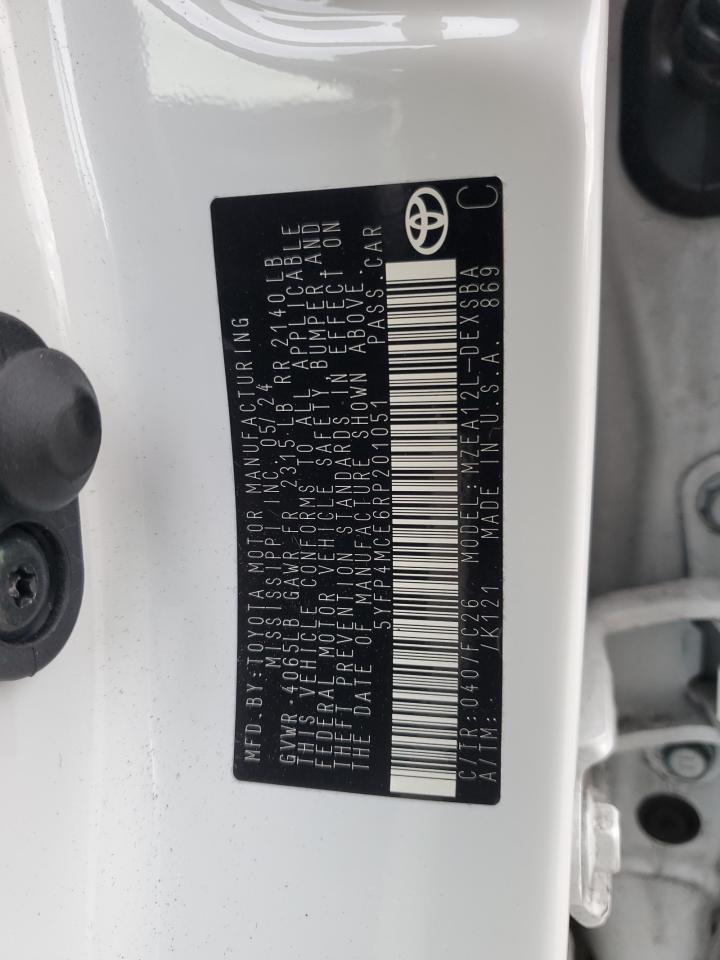 MFD.BY:TOYOTA MOTOR MANUFACTURING
MISSISSIPPI INC. 05/24
GVWR 4065LB GAWR FR 2315 LB RR 2140LB
THIS VEHICLE CONFORMS TO ALL APPLICABLE
FEDERAL MOTOR VEHICLE SAFETY, BUMPER, AND
THEFT PREVENTION STANDARDS IN EFFECT ON
THE DATE OF MANUFACTURE SHOWN ABOVE.
5YFP4MCE6RP201051 PASS.CAR
C/TR:040/FC26 MODEL:MZEA12L-DEXSBA
A/TM: /K121 MADE IN U.S.A. 869
C